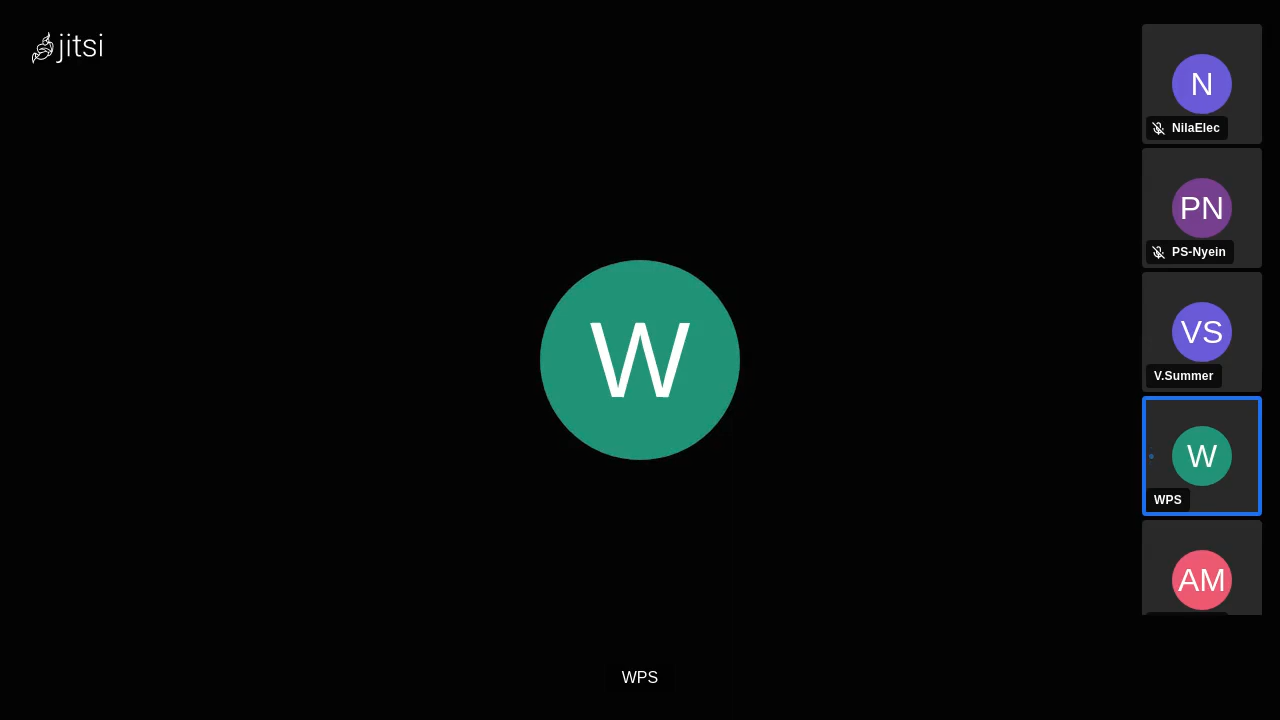 jitsi
N
NilaElec
PN
PS-Nyein
VS
V.Summer
W
WPS
AM
W
WPS